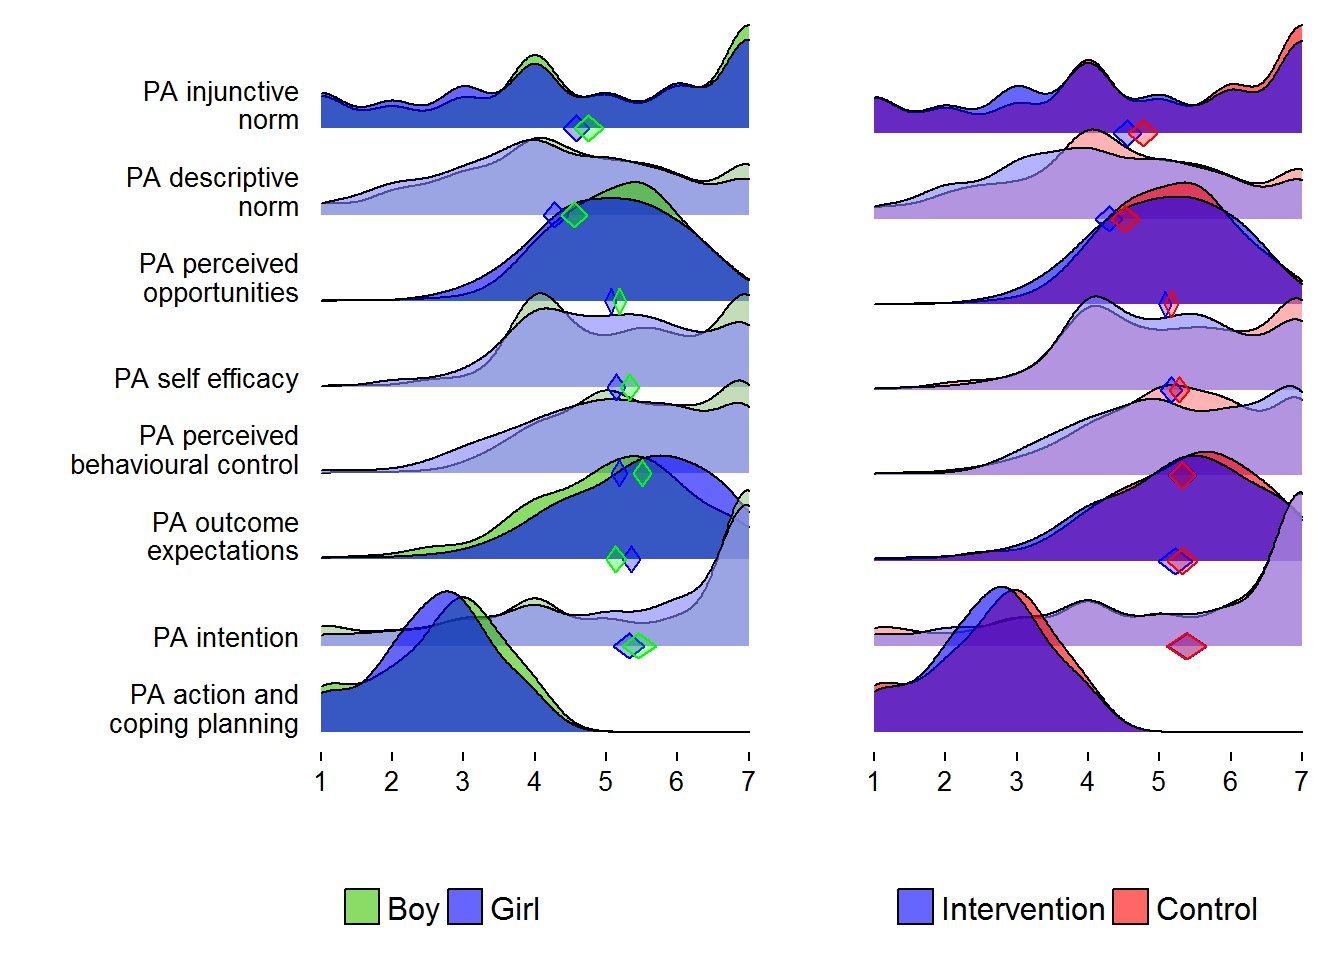 PA injunctive
norm
PA descriptive
norm
PA perceived
opportunities
PA self efficacy
PA perceived
behavioural control
PA outcome
expectations
PA intention
PA action and
coping planning
1 2 3 4 5 6 7
1 2 3 4 5 6 7
Boy Girl
Intervention Control